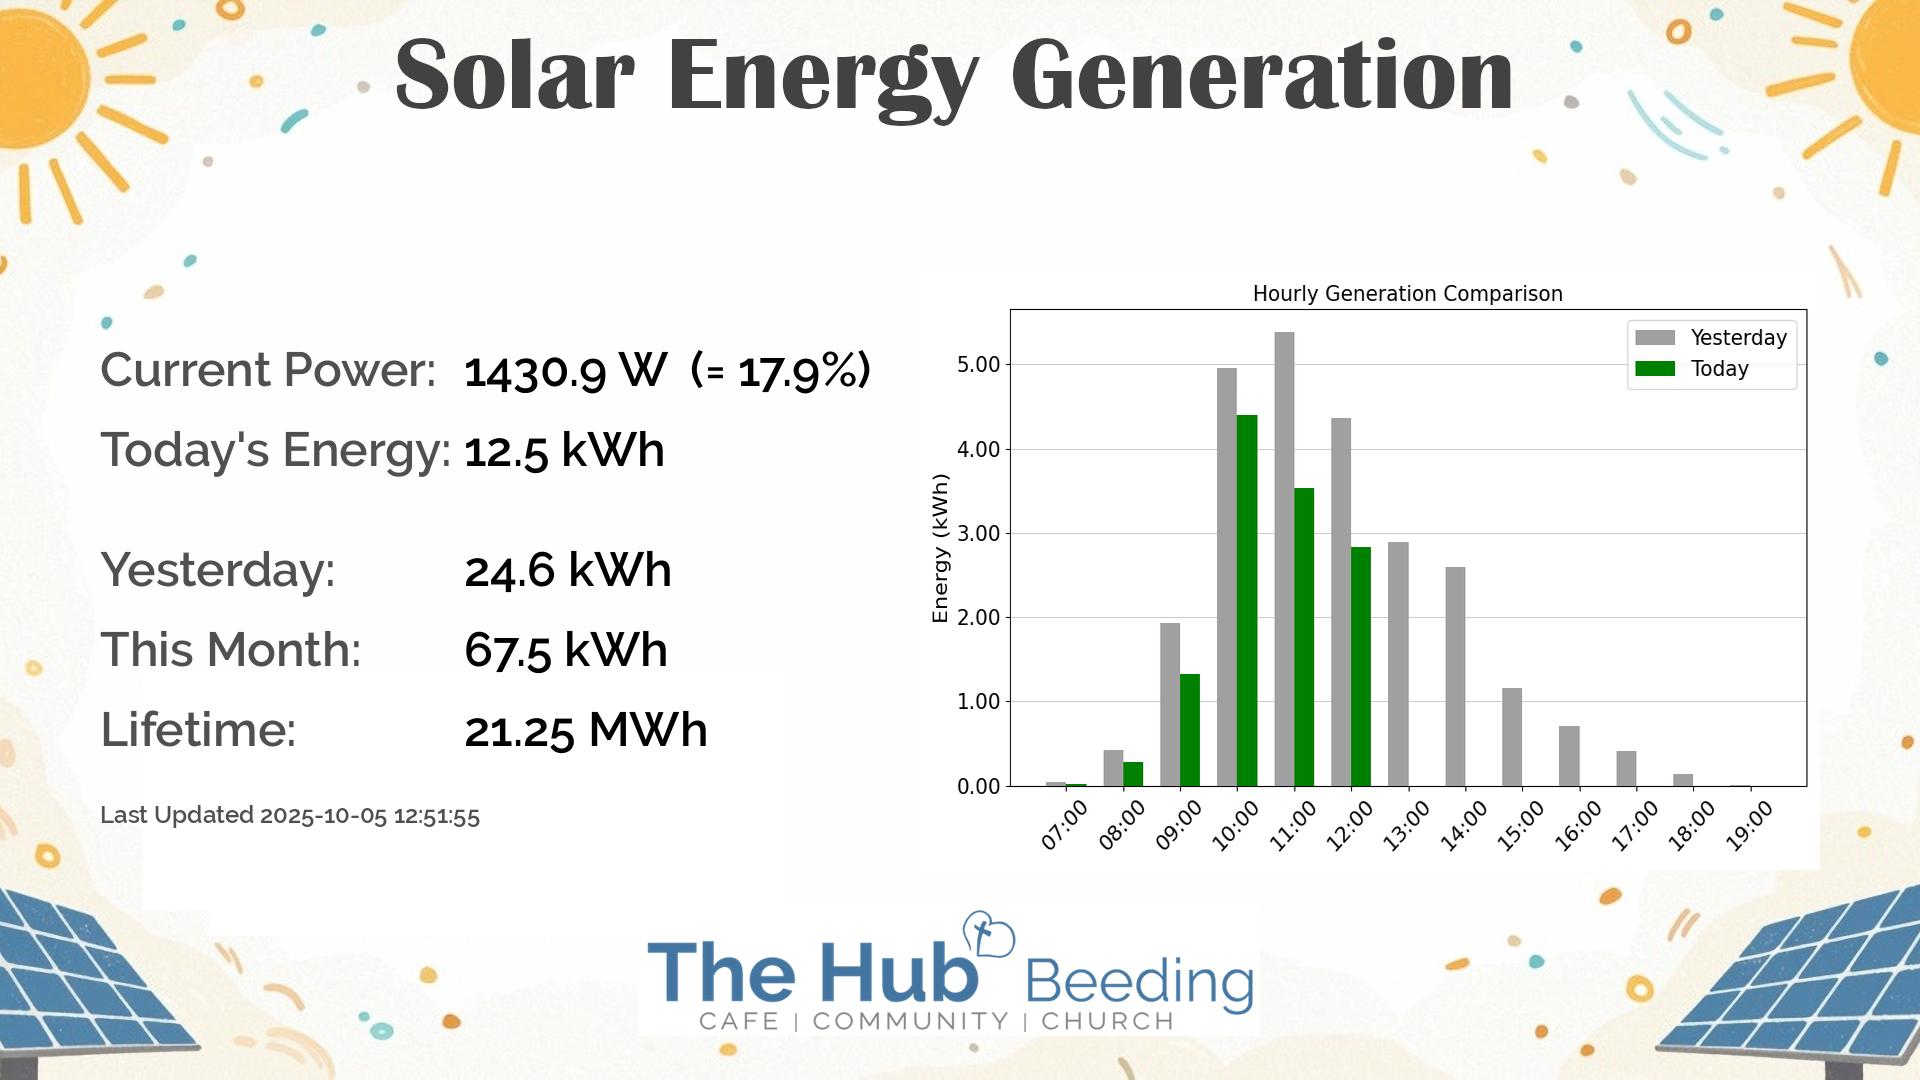 Solar Energy Generation
Current Power: 1430.9 W (= 17.9%)
Today's Energy: 12.5 kWh
Yesterday: 24.6 kWh
This Month: 67.5 kWh
Lifetime: 21.25 MWh
Last Updated 2025-10-05 12:51:55
Hourly Generation Comparison
Yesterday
Today
Energy (kWh)
5.00
4.00
3.00
2.00
1.00
0.00
07:00 08:00 09:00 10:00 11:00 12:00 13:00 14:00 15:00 16:00 17:00 18:00 19:00
The Hub Beeding
CAFE | COMMUNITY | CHURCH